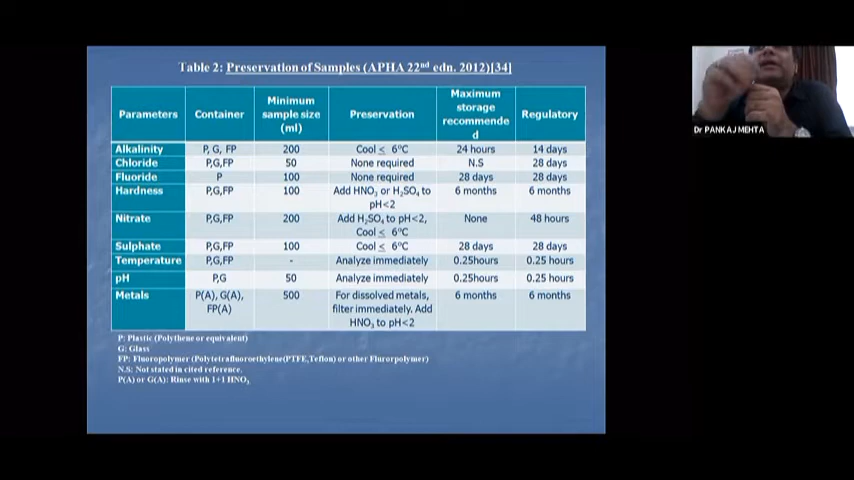 Table 2: Preservation of Samples (APHA 22nd edn. 2012)[34]
Parameters Container Minimum sample size (ml) Preservation Maximum storage recommended Regulatory
Alkalinity P, G, FP 200 Cool ≤ 6°C 24 hours 14 days
Chloride P,G,FP 50 None required N.S 28 days
Fluoride P 100 None required 28 days 28 days
Hardness P,G,FP 100 Add HNO3 or H2SO4 to pH<2 6 months 6 months
Nitrate P,G,FP 200 Add H2SO4 to pH<2, Cool ≤ 6°C None 48 hours
Sulphate P,G,FP 100 Cool ≤ 6°C 28 days 28 days
Temperature P,G,FP - Analyze immediately 0.25hours 0.25 hours
pH P,G 50 Analyze immediately 0.25hours 0.25 hours
Metals P(A), G(A), FP(A) 500 For dissolved metals, filter immediately. Add HNO3 to pH<2 6 months 6 months
P: Plastic (Polythene or equivalent)
G: Glass
FP: Fluoropolymer (Polytetrafluoroethylene(PTFE,Teflon) or other Flurorpolymer)
N.S: Not stated in cited reference.
P(A) or G(A): Rinse with 1+1 HNO3
Dr PANKAJ MEHTA